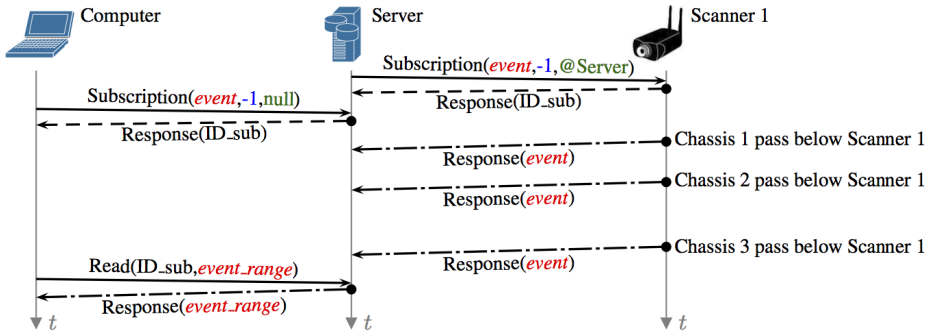 Computer
Server
Scanner 1
Subscription(event,-1,@Server)
Subscription(event,-1,null)
Response(ID_sub)
Response(ID_sub)
Chassis 1 pass below Scanner 1
Response(event)
Chassis 2 pass below Scanner 1
Response(event)
Chassis 3 pass below Scanner 1
Response(event)
Read(ID_sub,event_range)
Response(event_range)
t
t
t